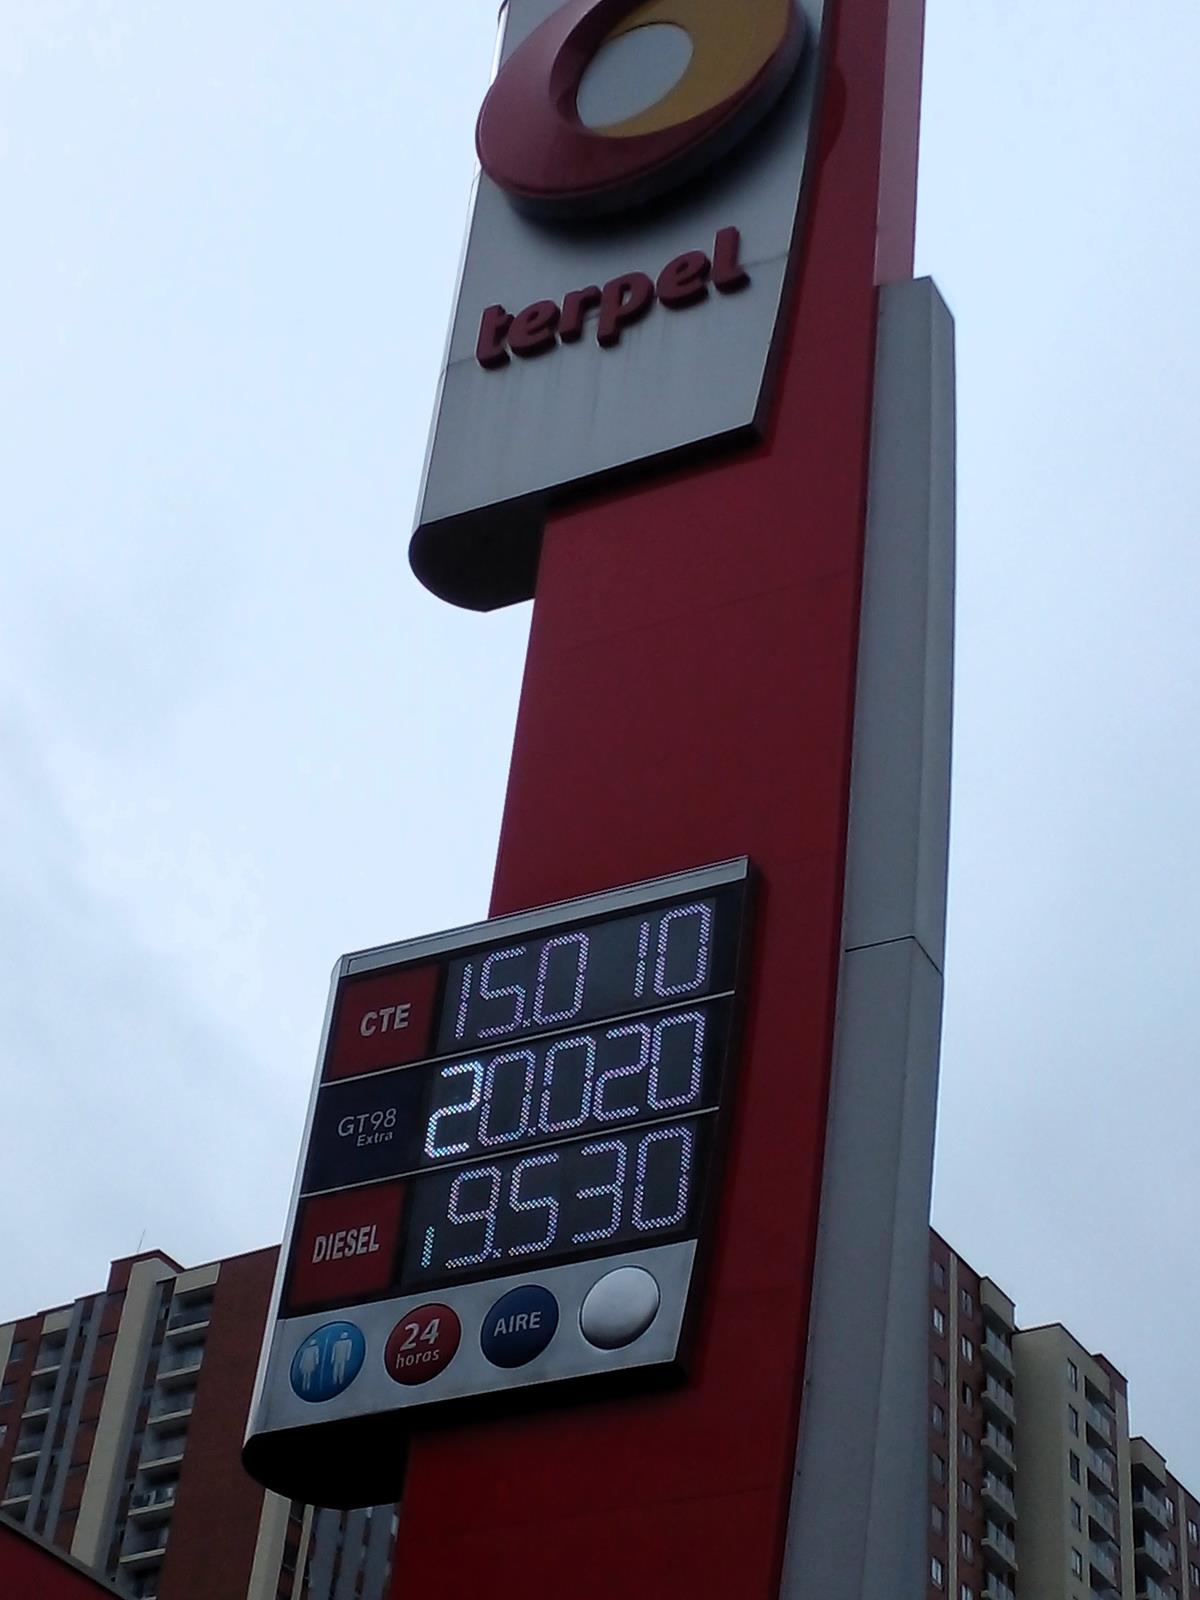 terpel
CTE 15.010
GT98 Extra 20.020
DIESEL 19.530
24 horas
AIRE